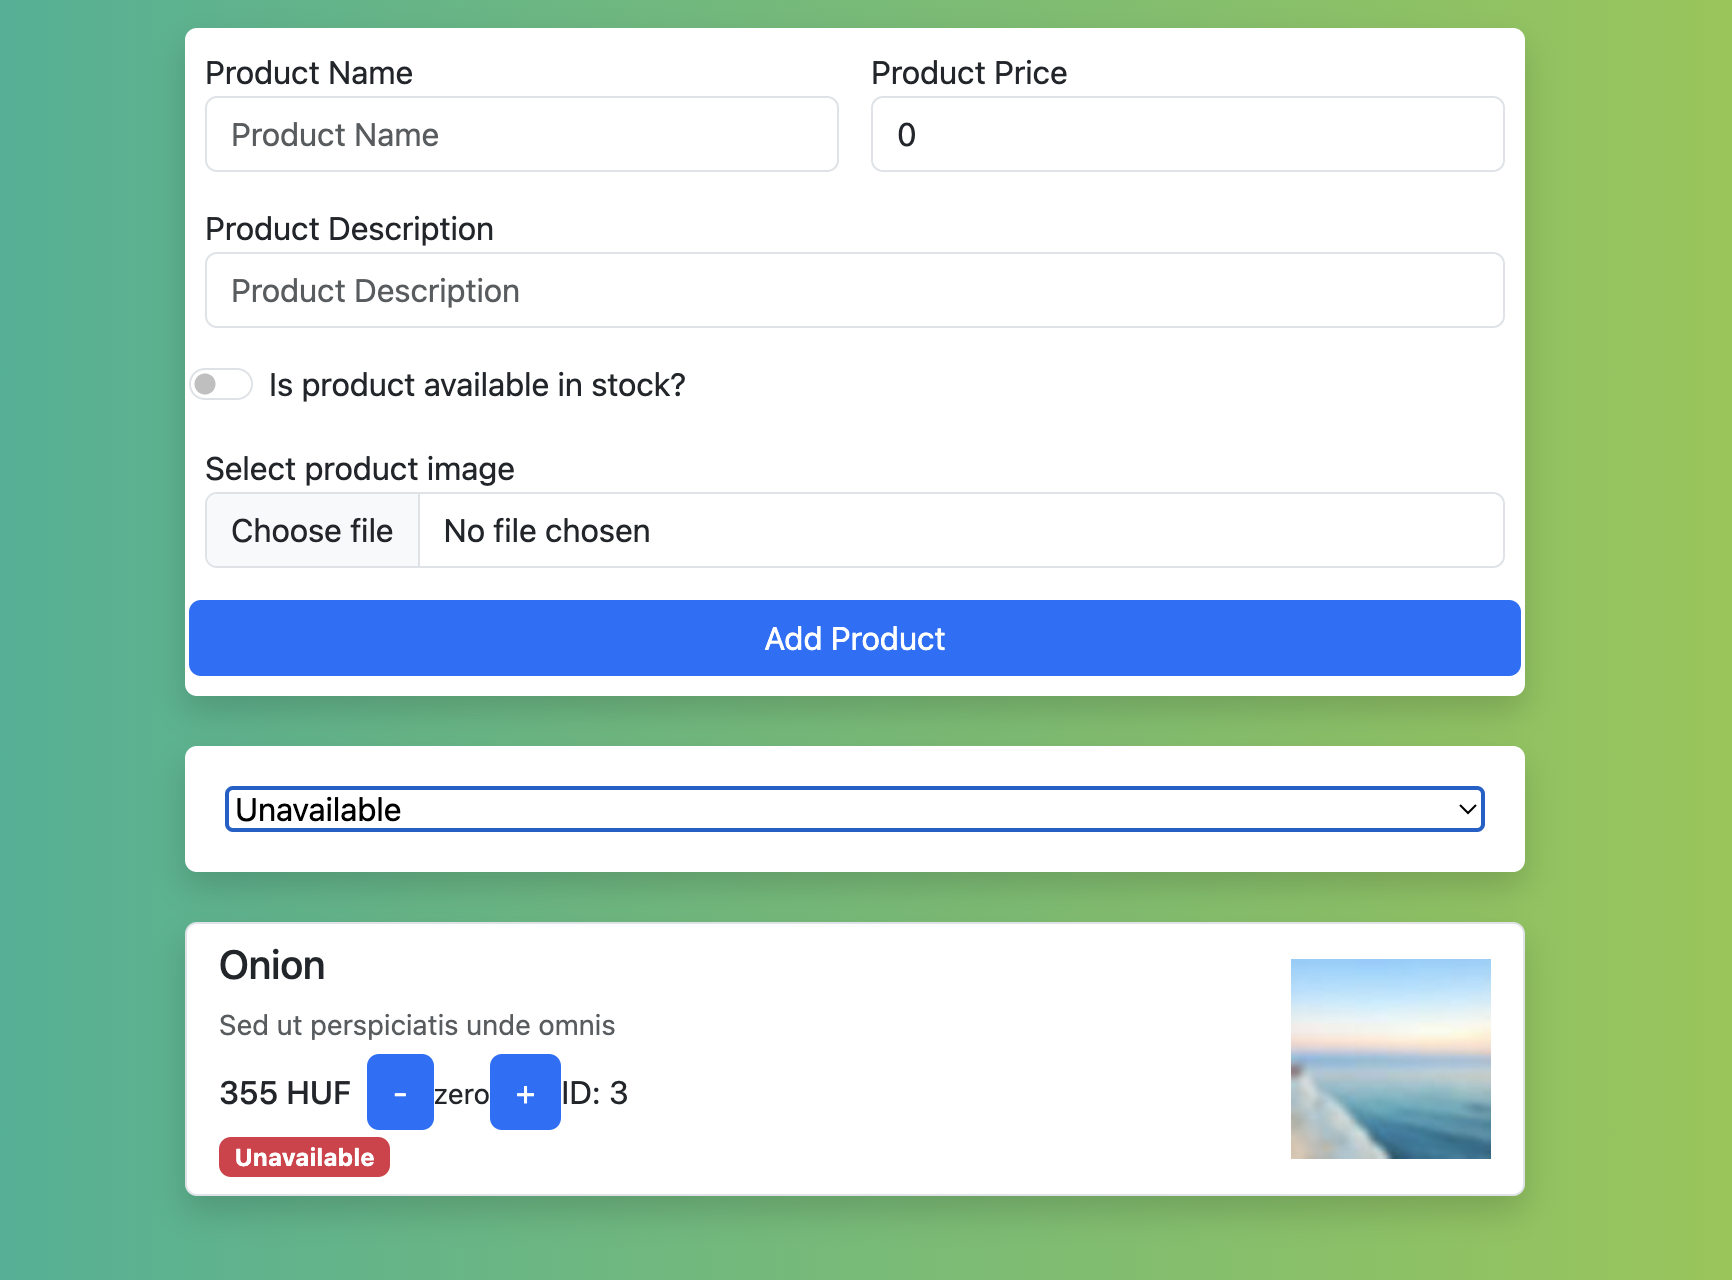 Product Name
Product Price
Product Name
0
Product Description
Product Description
Is product available in stock?
Select product image
Choose file
No file chosen
Add Product
Unavailable
Onion
Sed ut perspiciatis unde omnis
355 HUF - zero + ID: 3
Unavailable